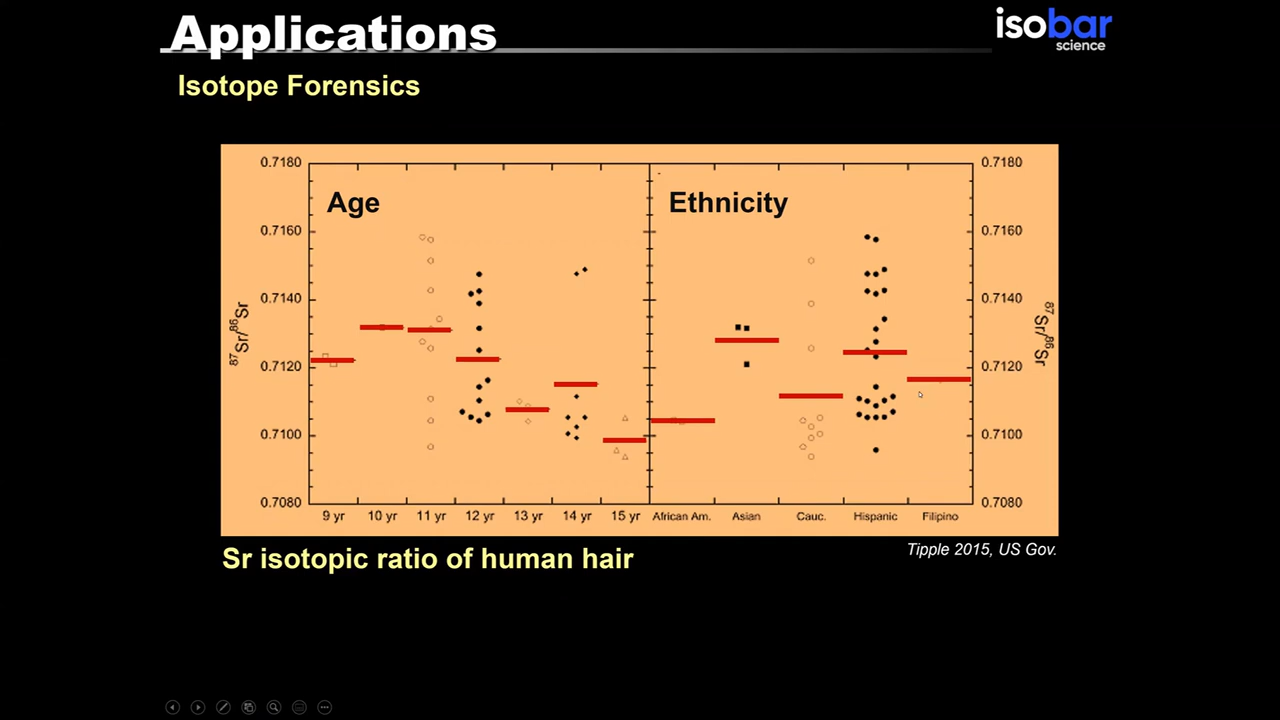 Applications
isobar
science
Isotope Forensics
0.7180
0.7160
0.7140
0.7120
0.7100
0.7080
87Sr/86Sr
Age
Ethnicity
0.7180
0.7160
0.7140
0.7120
0.7100
0.7080
87Sr/86Sr
9 yr 10 yr 11 yr 12 yr 13 yr 14 yr 15 yr African Am. Asian Cauc. Hispanic Filipino
Sr isotopic ratio of human hair
Tipple 2015, US Gov.